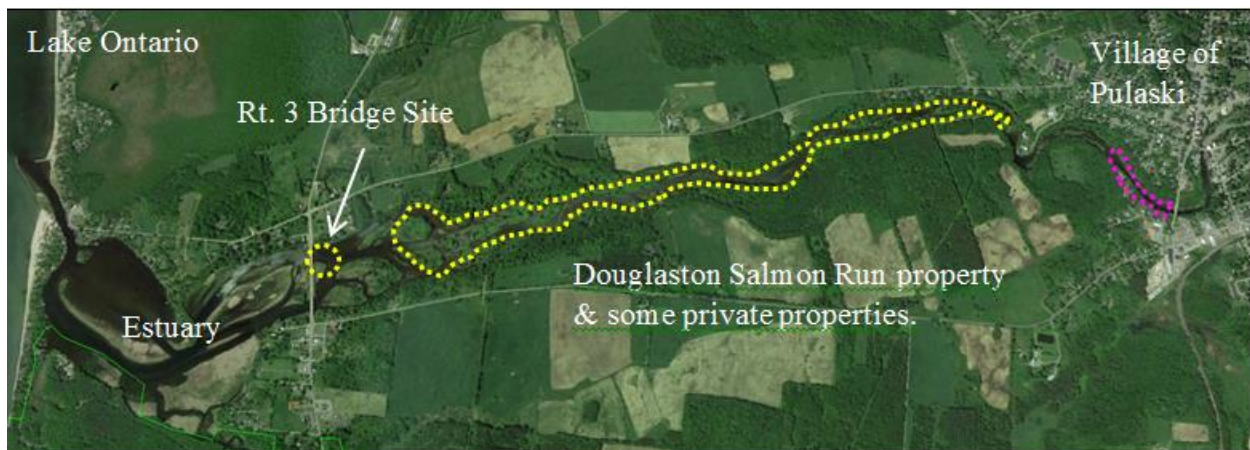 Lake Ontario
Rt. 3 Bridge Site
Village of
Pulaski
Estuary
Douglaston Salmon Run property
& some private properties.